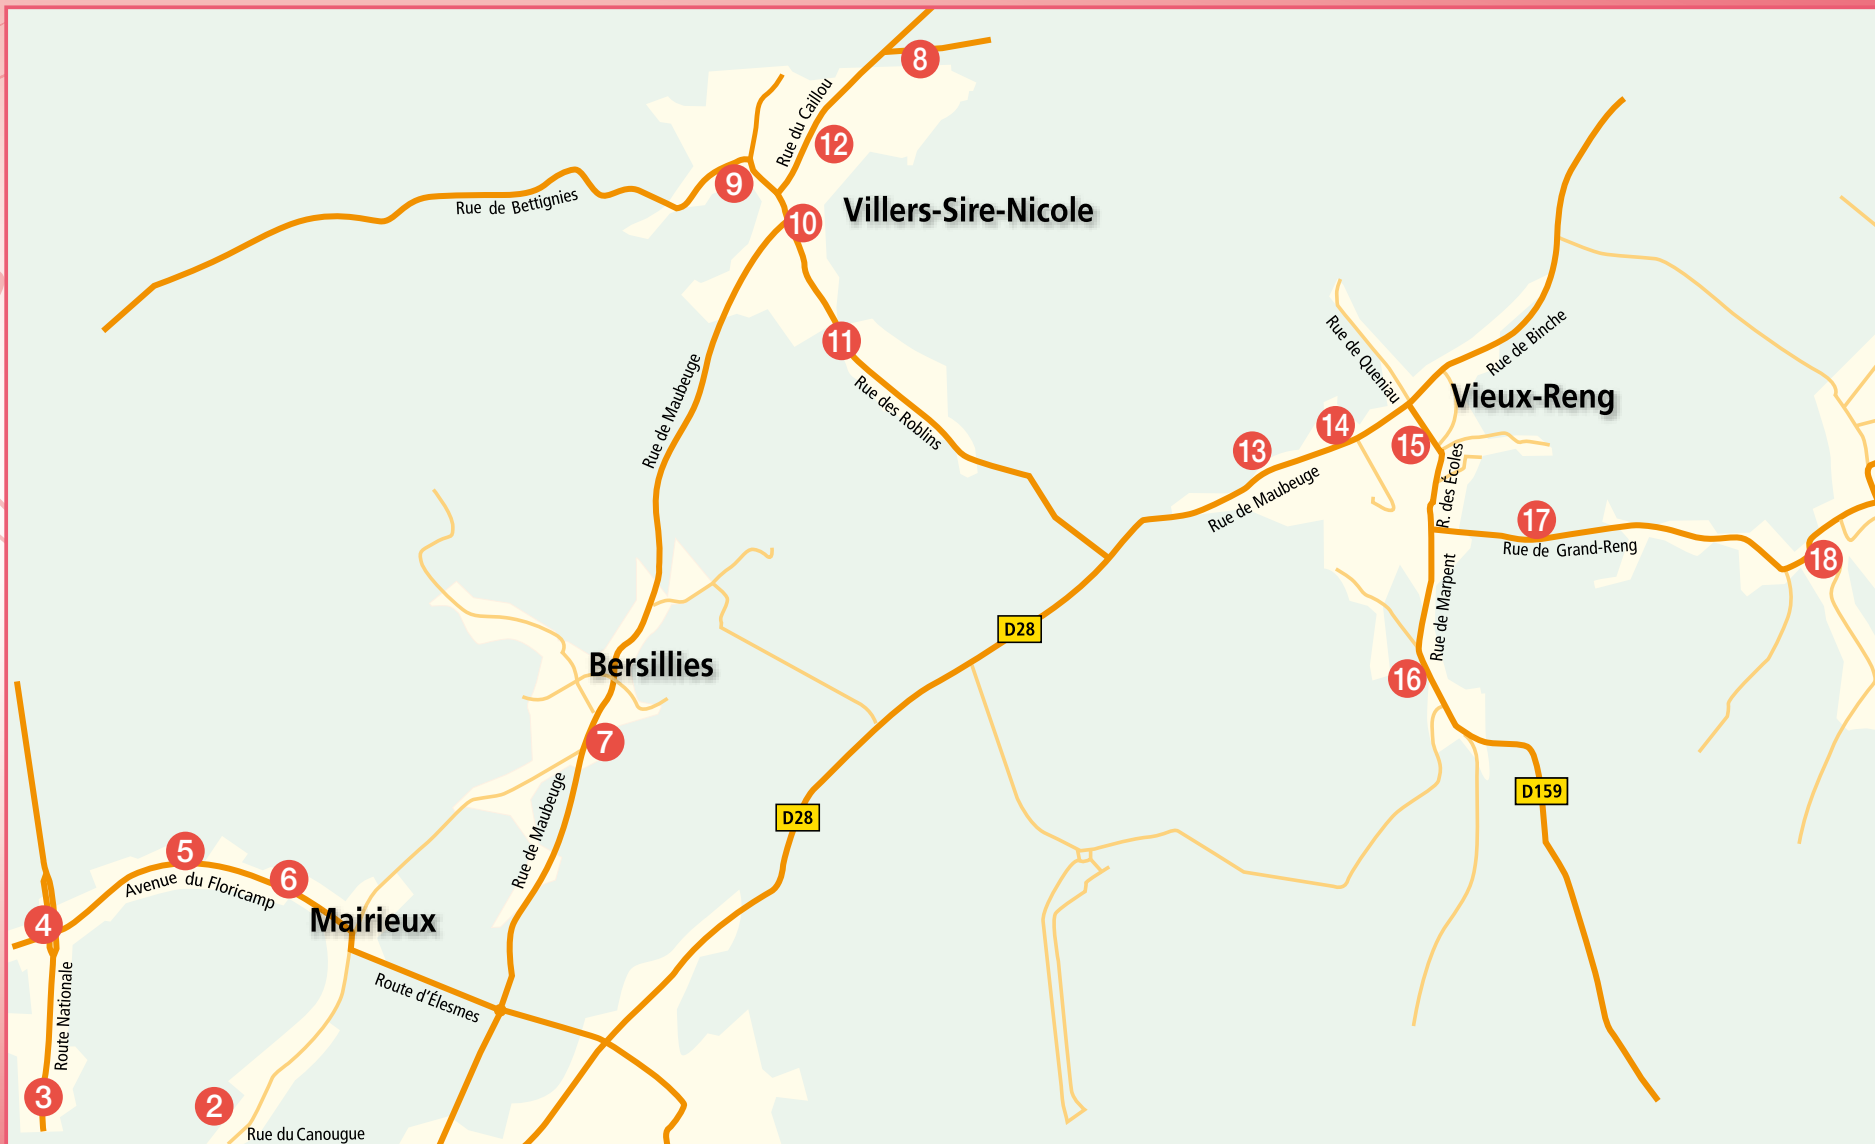 8
Rue du Caillou
12
9
Rue de Bettignies
10
Villers-Sire-Nicole
11
Rue de Maubeuge
Rue des Roblins
Rue de Queniau
Rue de Binche
Vieux-Reng
14
13
15
Rue de Maubeuge
R. des Écoles
17
Rue de Grand-Reng
18
Rue de Marpent
16
D28
Bersillies
7
D159
D28
Rue de Maubeuge
5
6
Avenue du Floricamp
4
Mairieux
Route d'Élesmes
Route Nationale
3
2
Rue du Canougue